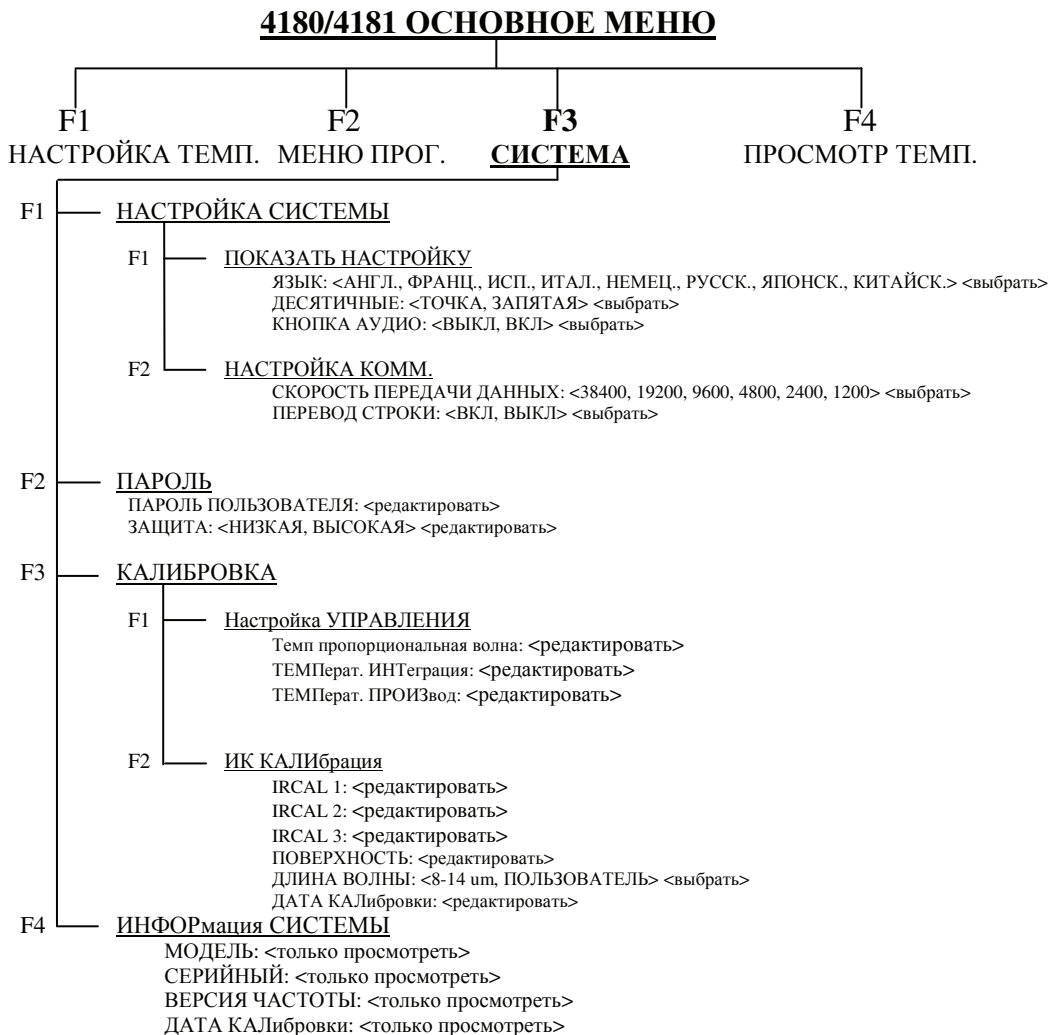 4180/4181 ОСНОВНОЕ МЕНЮ
F1 F2 F3 F4
НАСТРОЙКА ТЕМП. МЕНЮ ПРОГ. СИСТЕМА ПРОСМОТР ТЕМП.
F1 НАСТРОЙКА СИСТЕМЫ
F1 ПОКАЗАТЬ НАСТРОЙКУ
ЯЗЫК: <АНГЛ., ФРАНЦ., ИСП., ИТАЛ., НЕМЕЦ., РУССК., ЯПОНСК., КИТАЙСК.> <выбрать>
ДЕСЯТИЧНЫЕ: <ТОЧКА, ЗАПЯТАЯ> <выбрать>
КНОПКА АУДИО: <ВЫКЛ, ВКЛ> <выбрать>
F2 НАСТРОЙКА КОММ.
СКОРОСТЬ ПЕРЕДАЧИ ДАННЫХ: <38400, 19200, 9600, 4800, 2400, 1200> <выбрать>
ПЕРЕВОД СТРОКИ: <ВКЛ, ВЫКЛ> <выбрать>
F2 ПАРОЛЬ
ПАРОЛЬ ПОЛЬЗОВАТЕЛЯ: <редактировать>
ЗАЩИТА: <НИЗКАЯ, ВЫСОКАЯ> <редактировать>
F3 КАЛИБРОВКА
F1 Настройка УПРАВЛЕНИЯ
Темп пропорциональная волна: <редактировать>
ТЕМПерат. ИНТеграция: <редактировать>
ТЕМПерат. ПРОИЗвод: <редактировать>
F2 ИК КАЛИбрация
IRCAL 1: <редактировать>
IRCAL 2: <редактировать>
IRCAL 3: <редактировать>
ПОВЕРХНОСТЬ: <редактировать>
ДЛИНА ВОЛНЫ: <8-14 um, ПОЛЬЗОВАТЕЛЬ> <выбрать>
ДАТА КАЛибровки: <редактировать>
F4 ИНФОРмация СИСТЕМЫ
МОДЕЛЬ: <только просмотреть>
СЕРИЙНЫЙ: <только просмотреть>
ВЕРСИЯ ЧАСТОТЫ: <только просмотреть>
ДАТА КАЛибровки: <только просмотреть>